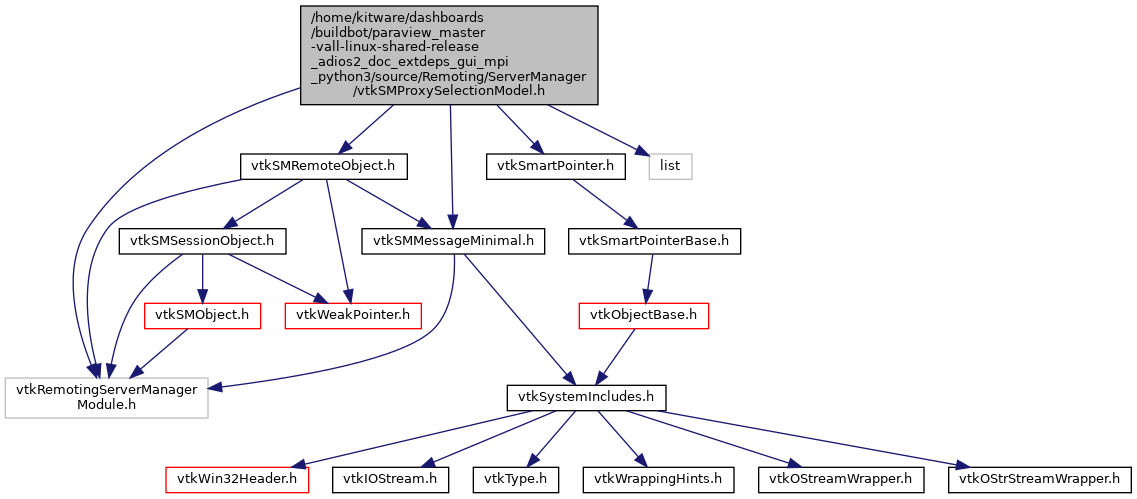 /home/kitware/dashboards
/buildbot/paraview_master
-vall-linux-shared-release
_adios2_doc_extdeps_gui_mpi
_python3/source/Remoting/ServerManager
/vtkSMProxySelectionModel.h
vtkSMRemoteObject.h
vtkSmartPointer.h
list
vtkSMSessionObject.h
vtkSMMessageMinimal.h
vtkSmartPointerBase.h
vtkSMObject.h
vtkWeakPointer.h
vtkObjectBase.h
vtkRemotingServerManager
Module.h
vtkSystemIncludes.h
vtkWin32Header.h
vtkIOStream.h
vtkType.h
vtkWrappingHints.h
vtkOStreamWrapper.h
vtkOStrStreamWrapper.h